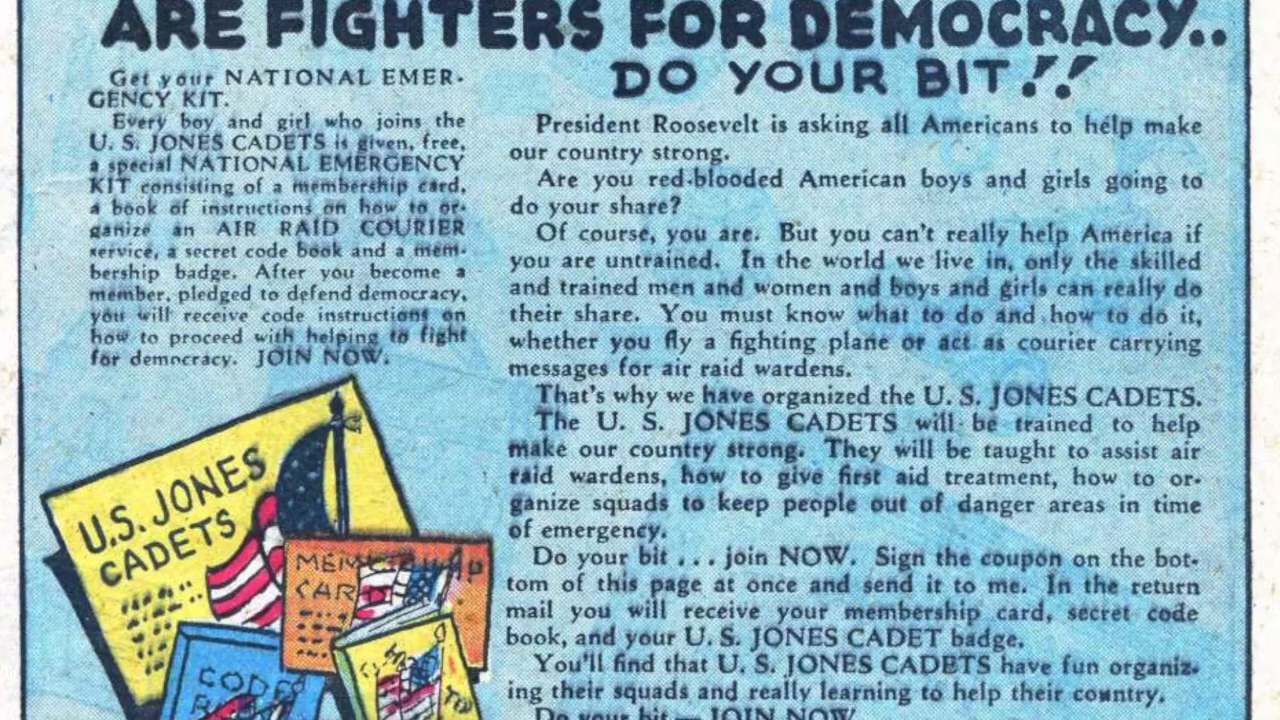 ARE FIGHTERS FOR DEMOCRACY..
DO YOUR BIT!!
Get your NATIONAL EMER-
GENCY KIT.
Every boy and girl who joins the
U. S. JONES CADETS is given, free,
a special NATIONAL EMERGENCY
KIT consisting of a membership card,
a book of instructions on how to or-
ganize an AIR RAID COURIER
service, a secret code book and a mem-
bership badge. After you become a
member, pledged to defend democracy,
you will receive code instructions on
how to proceed with helping to fight
for democracy. JOIN NOW.
President Roosevelt is asking all Americans to help make
our country strong.
Are you red-blooded American boys and girls going to
do your share?
Of course, you are. But you can't really help America if
you are untrained. In the world we live in, only the skilled
and trained men and women and boys and girls can really do
their share. You must know what to do and how to do it,
whether you fly a fighting plane or act as courier carrying
messages for air raid wardens.
That's why we have organized the U. S. JONES CADETS.
The U. S. JONES CADETS will be trained to help
make our country strong. They will be taught to assist air
raid wardens, how to give first aid treatment, how to or-
ganize squads to keep people out of danger areas in time
of emergency.
Do your bit . . . join NOW. Sign the coupon on the bot-
tom of this page at once and send it to me. In the return
mail you will receive your membership card, secret code
book, and your U. S. JONES CADET badge.
You'll find that U. S. JONES CADETS have fun organiz-
ing their squads and really learning to help their country.
Do your bit — JOIN NOW.
U.S. JONES
CADETS
CODE